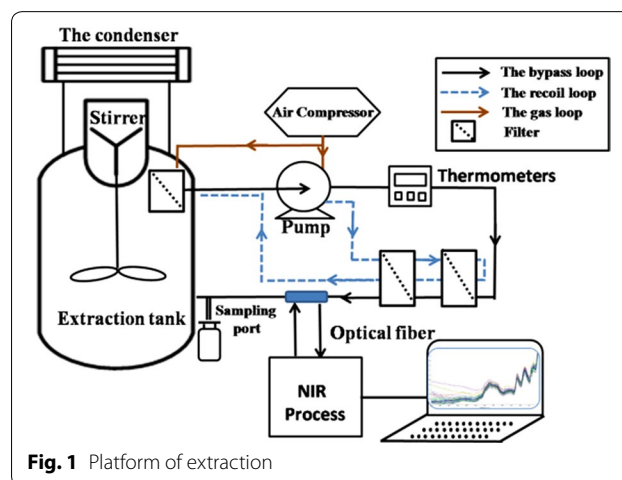 The condenser
Stirrer
Air Compressor
The bypass loop
The recoil loop
The gas loop
Filter
Thermometers
Pump
Extraction tank
Sampling
port
Optical fiber
NIR
Process
Fig. 1 Platform of extraction